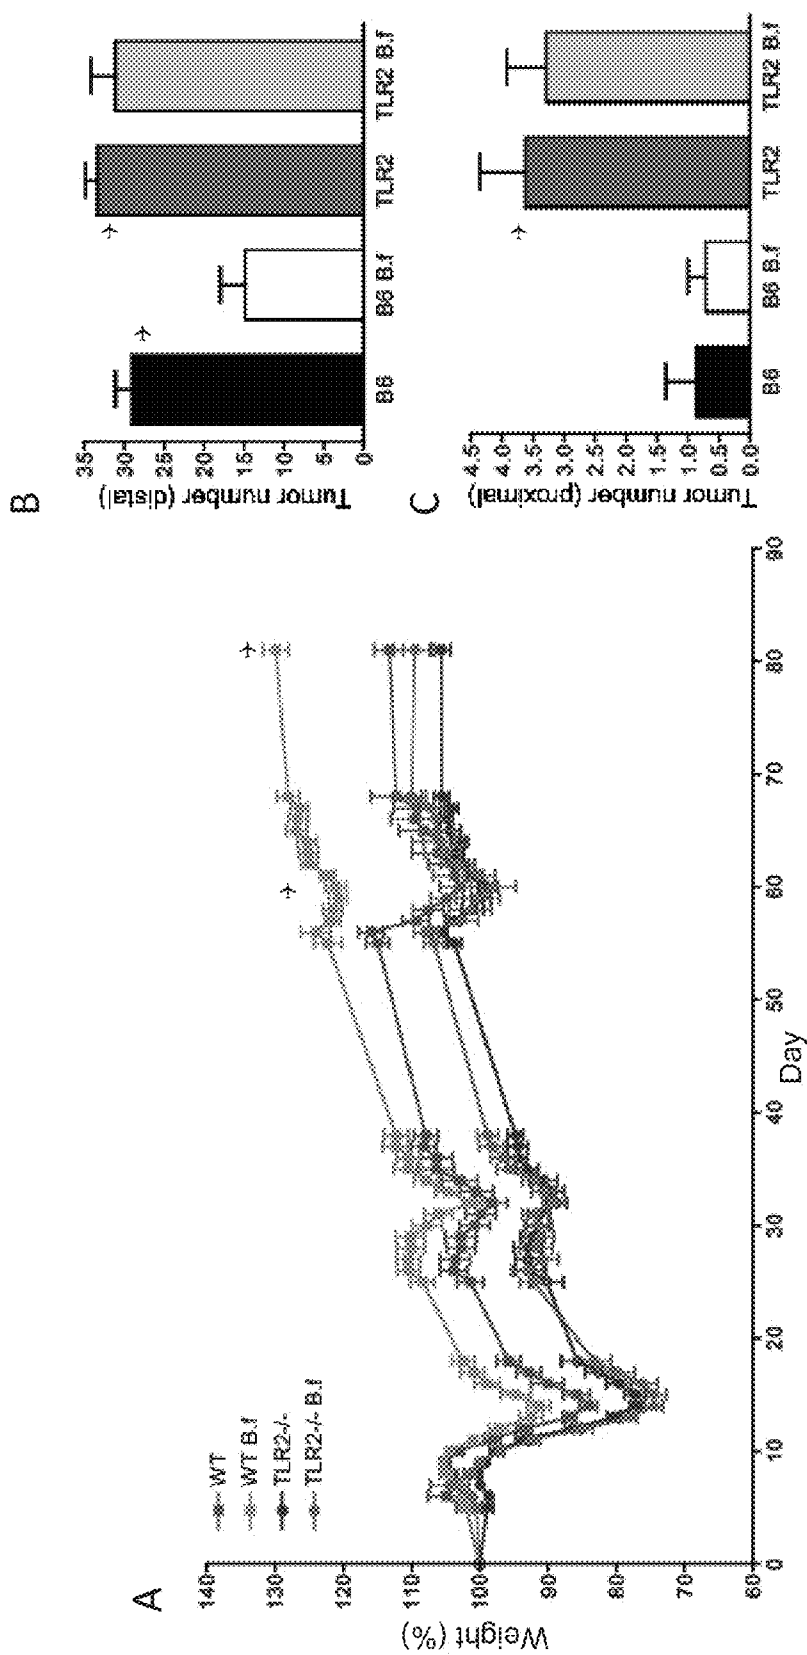 A
Weight (%)
140
130
120
110
100
90
80
70
60
WT
WT B.f
TLR2-/-
TLR2-/- B.f
0
10
20
30
40
50
60
70
80
90
Day
B
Tumor number (distal)
35
30
25
20
15
10
5
0
B6
B6 B.f
TLR2
TLR2 B.f
C
Tumor number (proximal)
4.5
4.0
3.5
3.0
2.5
2.0
1.5
1.0
0.5
0.0
B6
B6 B.f
TLR2
TLR2 B.f